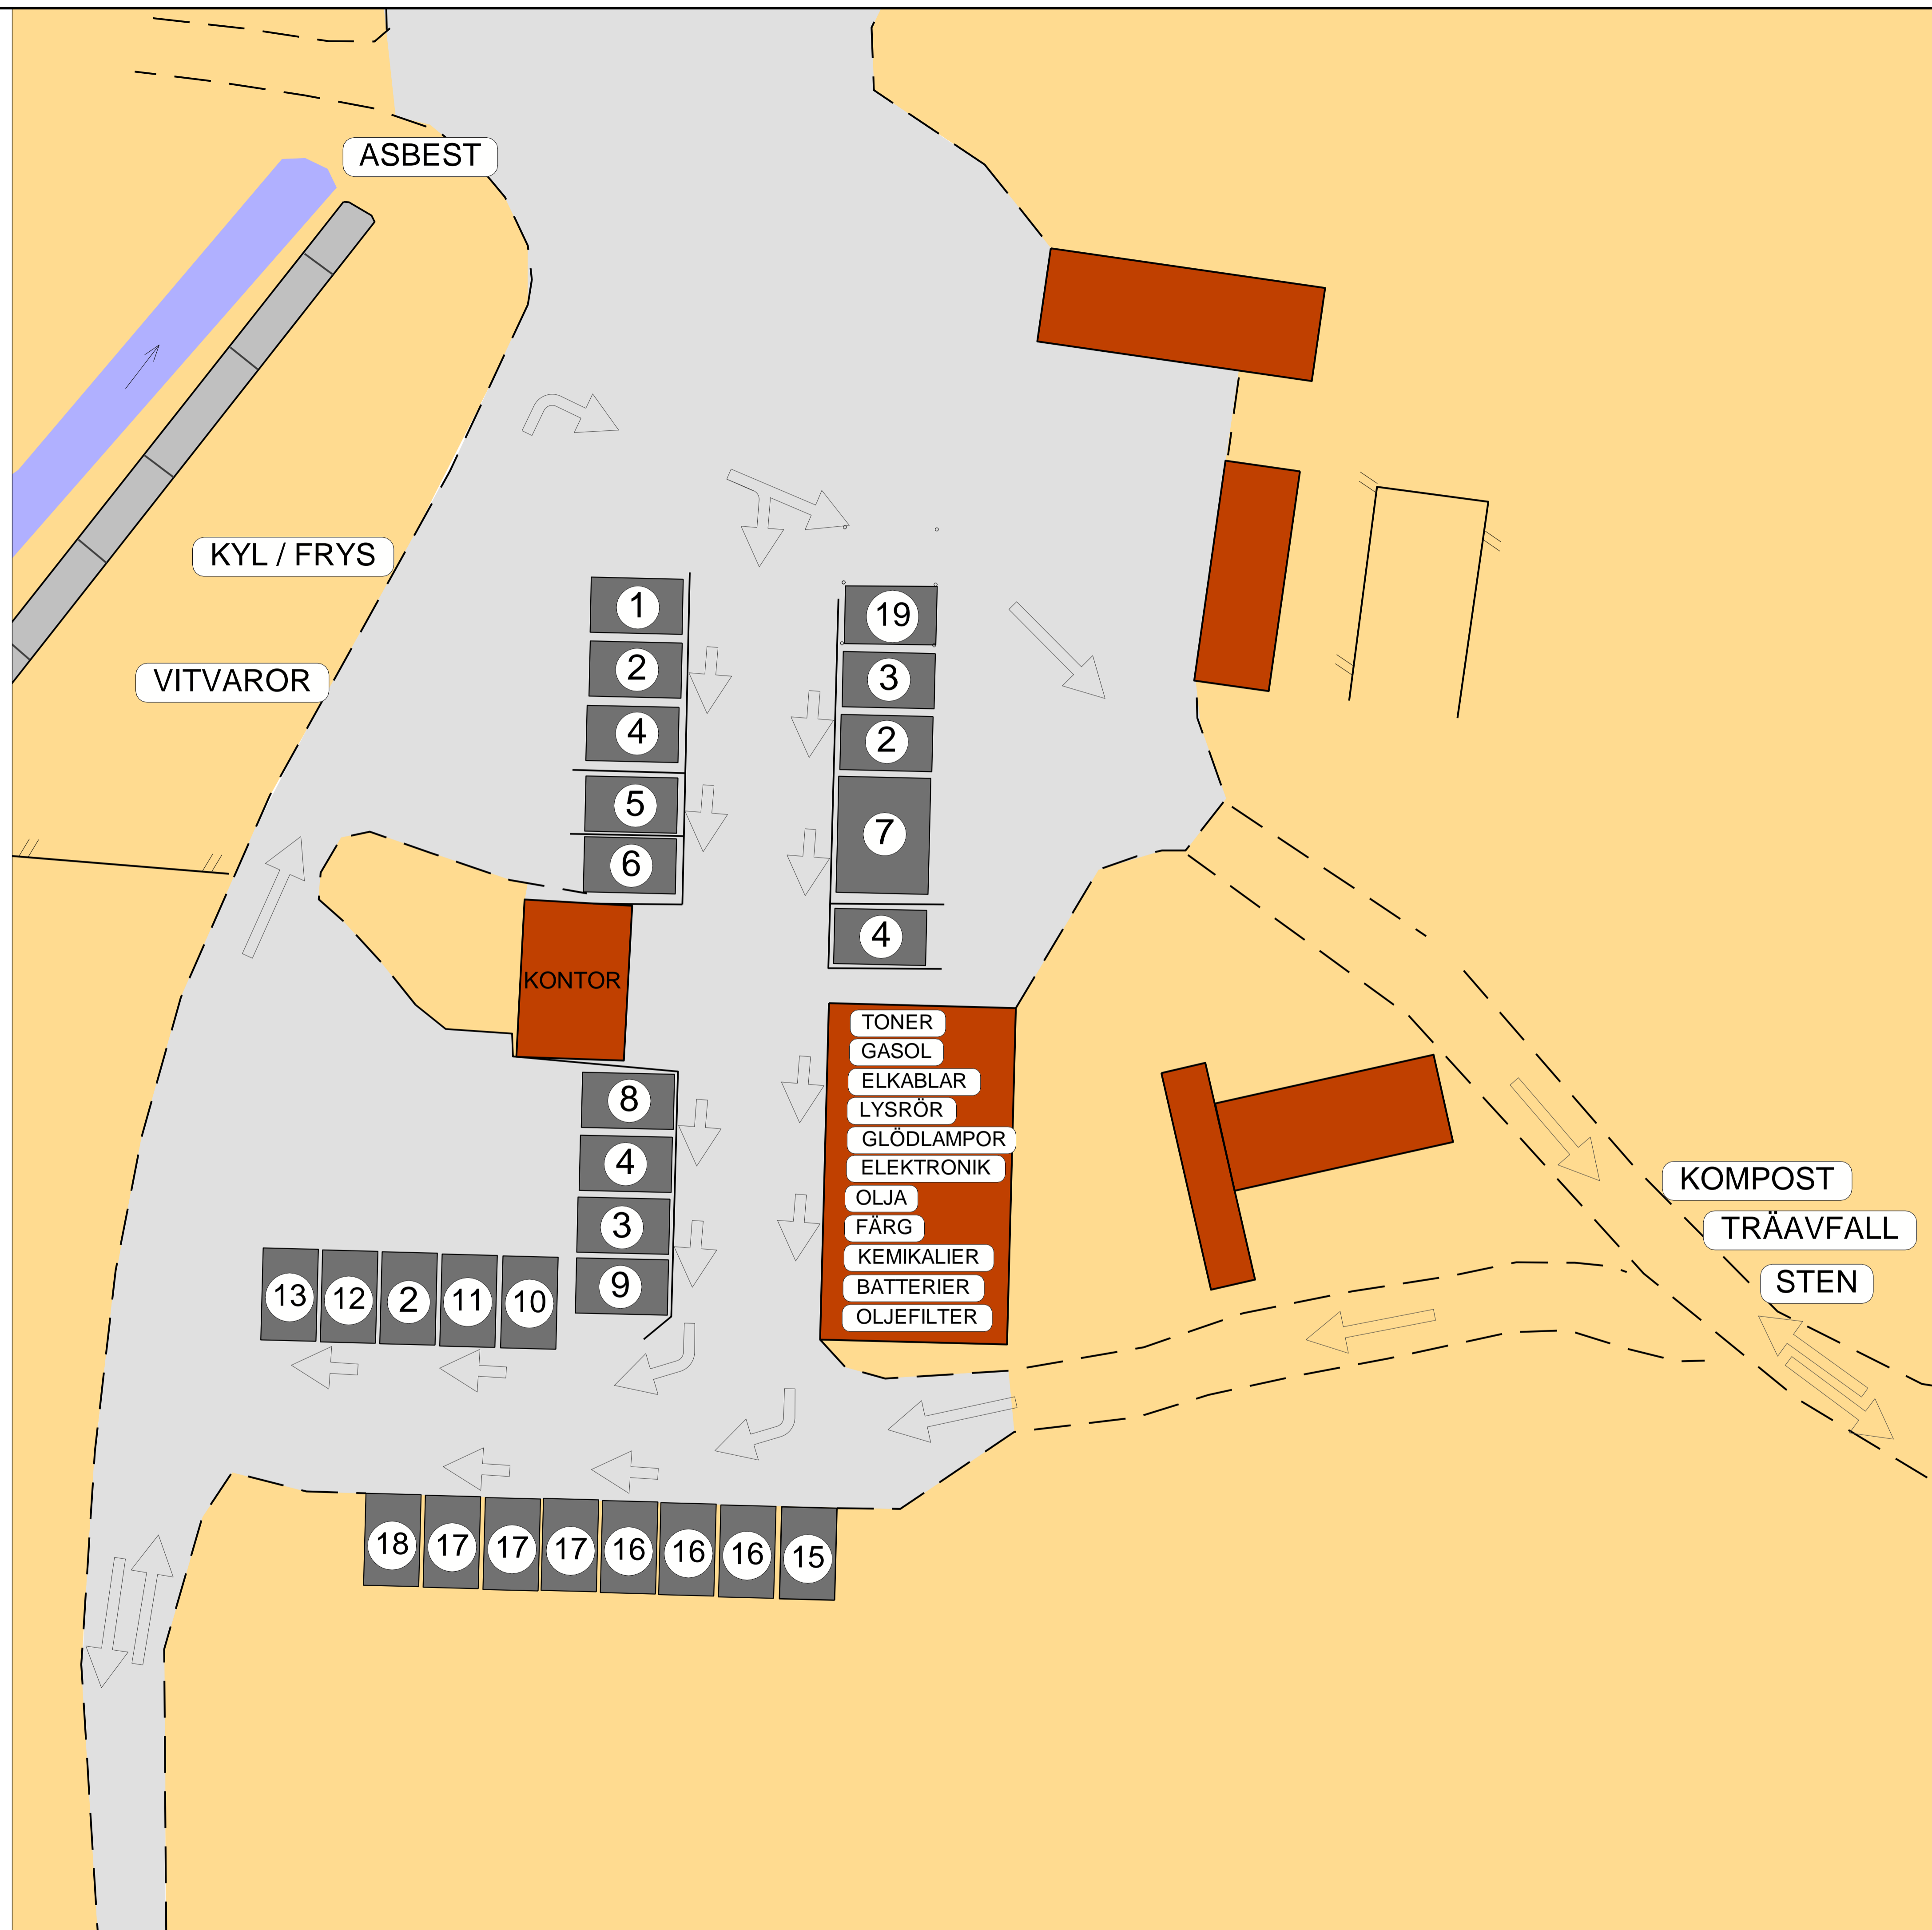 ASBEST
KYL / FRYS
VITVAROR
1
2
4
5
6
19
3
2
7
4
KONTOR
TONER
GASOL
ELKABLAR
LYSRÖR
GLÖDLAMPOR
ELEKTRONIK
OLJA
FÄRG
KEMIKALIER
BATTERIER
OLJEFILTER
8
4
3
9
13
12
2
11
10
KOMPOST
TRÄAVFALL
STEN
18
17
17
17
16
16
16
15